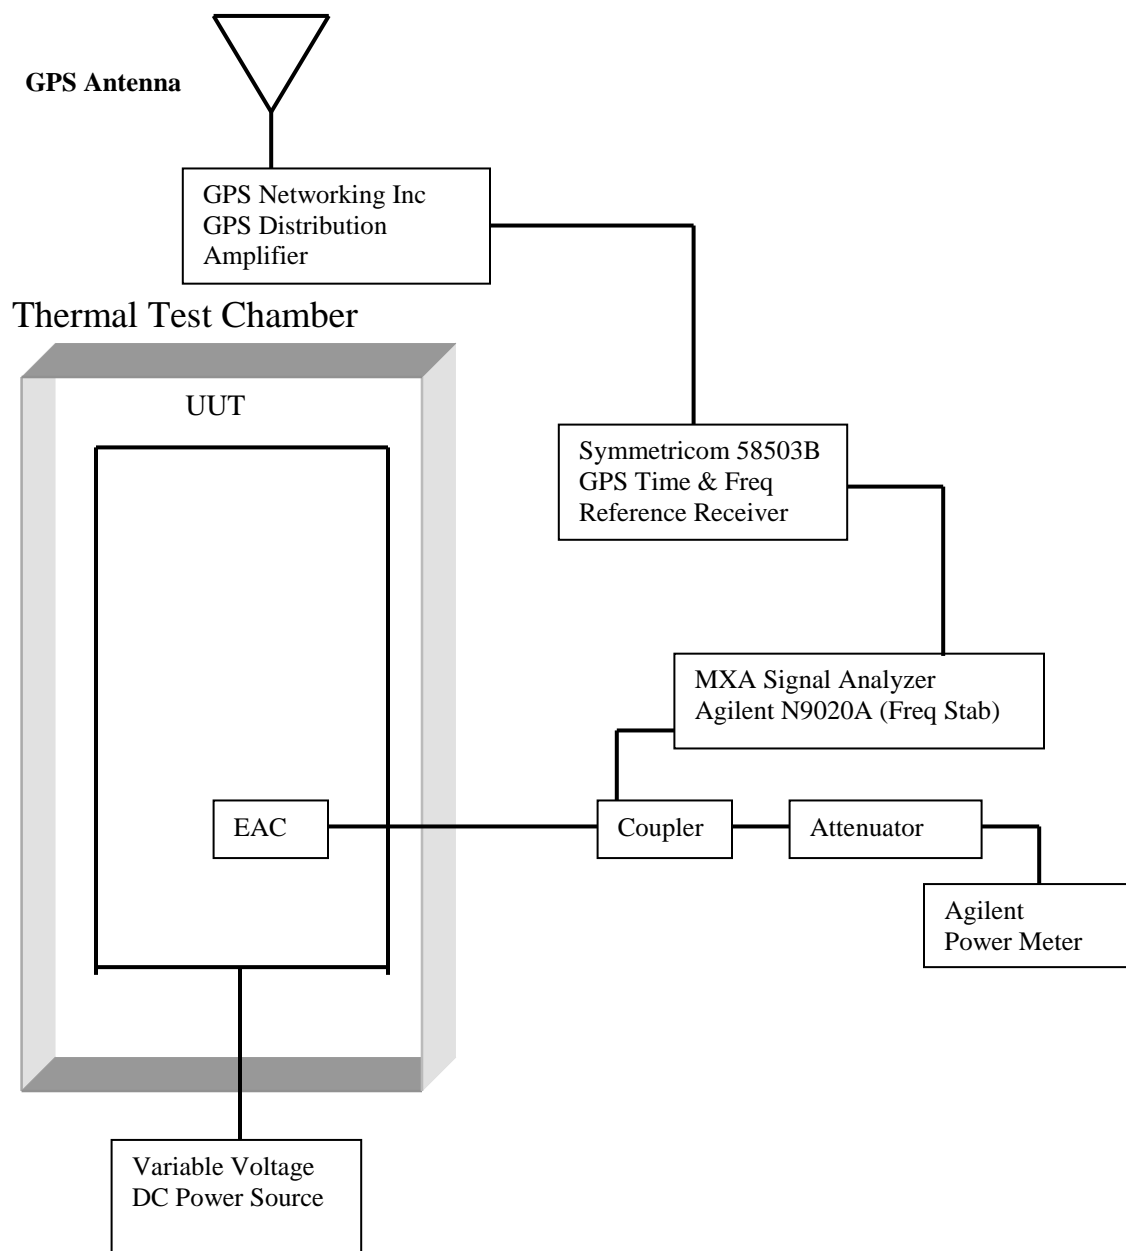 GPS Antenna
GPS Networking Inc
GPS Distribution
Amplifier
Thermal Test Chamber
UUT
Symmetricom 58503B
GPS Time & Freq
Reference Receiver
MXA Signal Analyzer
Agilent N9020A (Freq Stab)
EAC
Coupler
Attenuator
Agilent
Power Meter
Variable Voltage
DC Power Source